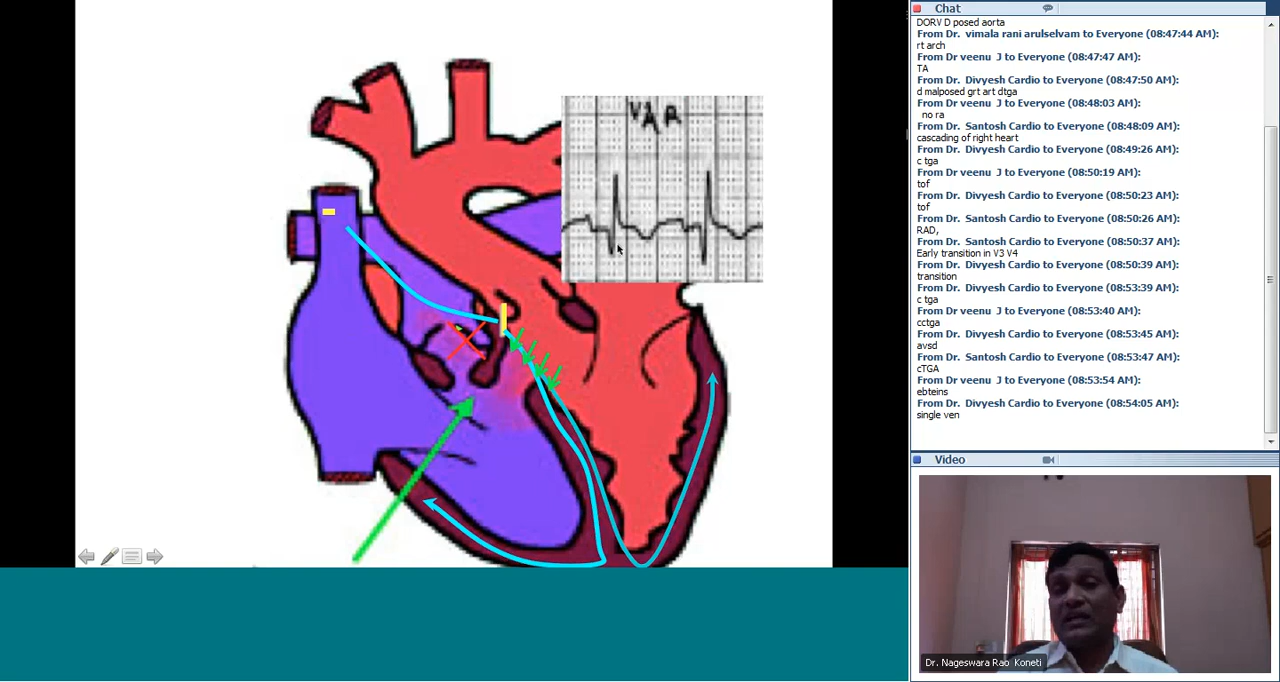 VAR
Chat
DORV D posed aorta
From Dr. vimala rani arulselvam to Everyone (08:47:44 AM):
rt arch
From Dr veenu J to Everyone (08:47:47 AM):
TA
From Dr. Divyesh Cardio to Everyone (08:47:50 AM):
d malposed grt art dtga
From Dr veenu J to Everyone (08:48:03 AM):
no ra
From Dr. Santosh Cardio to Everyone (08:48:09 AM):
cascading of right heart
From Dr. Divyesh Cardio to Everyone (08:49:26 AM):
c tga
From Dr veenu J to Everyone (08:50:19 AM):
tof
From Dr. Divyesh Cardio to Everyone (08:50:23 AM):
tof
From Dr. Santosh Cardio to Everyone (08:50:26 AM):
RAD,
From Dr. Santosh Cardio to Everyone (08:50:37 AM):
Early transition in V3 V4
From Dr. Divyesh Cardio to Everyone (08:50:39 AM):
transition
From Dr. Divyesh Cardio to Everyone (08:53:39 AM):
c tga
From Dr veenu J to Everyone (08:53:40 AM):
cctga
From Dr. Divyesh Cardio to Everyone (08:53:45 AM):
avsd
From Dr. Santosh Cardio to Everyone (08:53:47 AM):
cTGA
From Dr veenu J to Everyone (08:53:54 AM):
ebteins
From Dr. Divyesh Cardio to Everyone (08:54:05 AM):
single ven
Video
Dr. Nageswara Rao Koneti